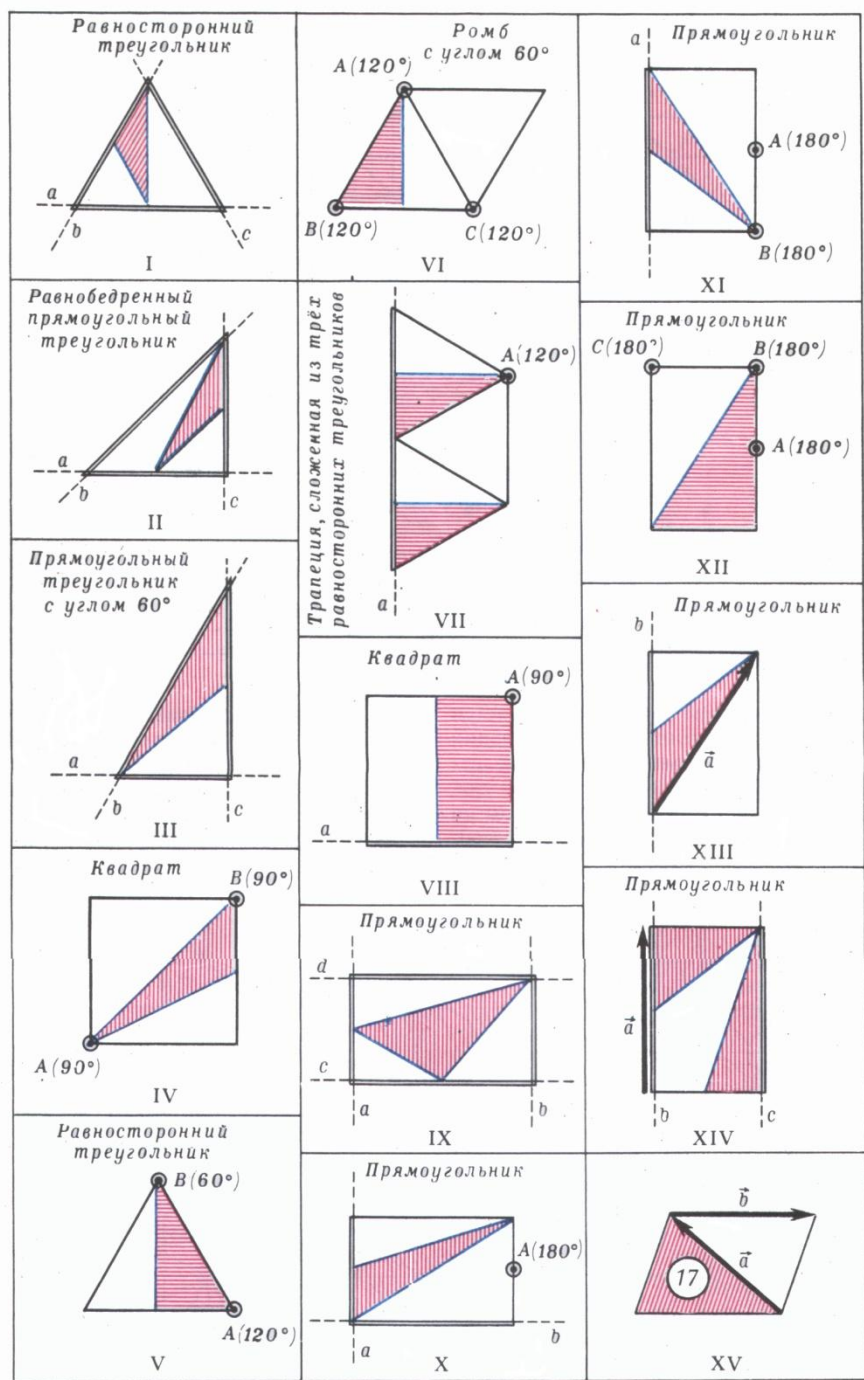 Равносторонний
треугольник
a
b
c
I
Равнобедренный
прямоугольный
треугольник
a
b
c
II
Прямоугольный
треугольник
с углом 60°
a
b
c
III
Квадрат
B(90°)
A(90°)
IV
Равносторонний
треугольник
B(60°)
A(120°)
V
Ромб
с углом 60°
A(120°)
B(120°)
C(120°)
VI
Трапеция, сложенная из трёх
равносторонних треугольников
A(120°)
a
VII
Квадрат
A(90°)
a
VIII
Прямоугольник
d
c
a
b
IX
Прямоугольник
A(180°)
b
a
X
a
Прямоугольник
A(180°)
B(180°)
XI
Прямоугольник
C(180°)
B(180°)
A(180°)
XII
Прямоугольник
b
a⃗
XIII
Прямоугольник
a⃗
b
c
XIV
b⃗
a⃗
17
XV